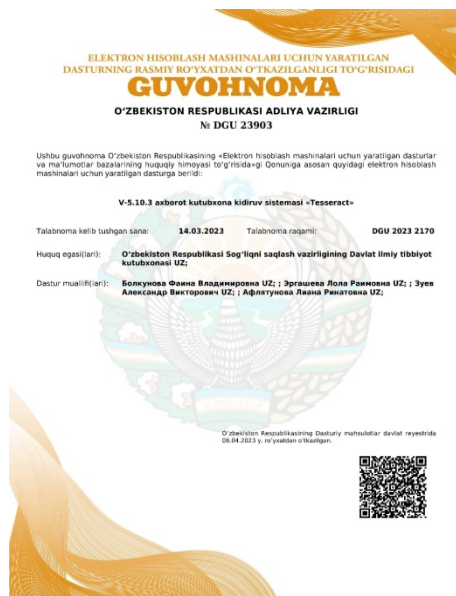 ELEKTRON HISOBLASH MASHINALARI UCHUN YARATILGAN
DASTURNING RASMIY RO'YXATDAN O'TKAZILGANLIGI TO'G'RISIDAGI
GUVOHNOMA
O'ZBEKISTON RESPUBLIKASI ADLIYA VAZIRLIGI
№ DGU 23903
Ushbu guvohnoma O'zbekiston Respublikasining «Elektron hisoblash mashinalari uchun yaratilgan dasturlar
va ma'lumotlar bazalarining huquqiy himoyasi to'g'risida»gi Qonuniga asosan quyidagi elektron hisoblash
mashinalari uchun yaratilgan dasturga berildi:
V-5.10.3 axborot kutubxona kidiruv sistemasi «Tesseract»
Talabnoma kelib tushgan sana: 14.03.2023 Talabnoma raqami: DGU 2023 2170
Huquq egasi(lari): O'zbekiston Respublikasi Sog'liqni saqlash vazirligining Davlat ilmiy tibbiyot
kutubxonasi UZ;
Dastur muallifi(lari): Болкунова Фаина Владимировна UZ; ; Эргашева Лола Раимовна UZ; ; Зуев
Александр Викторович UZ; ; Афлятунова Лиана Ринатовна UZ;
O'zbekiston Respublikasining Dasturiy mahsulotlar davlat reyestrida
06.04.2023 y. ro'yxatdan o'tkazilgan.